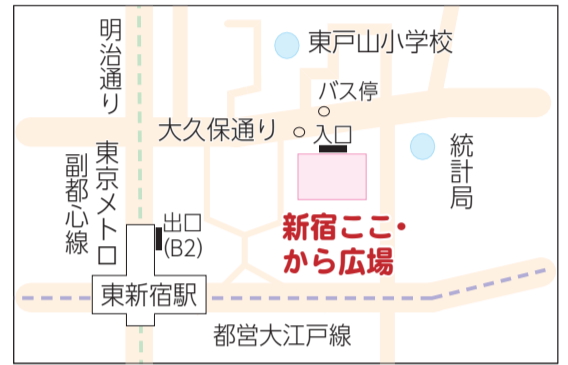 明治通り
東戸山小学校
バス停
大久保通り
入口
統計局
東京メトロ
副都心線
出口
(B2)
新宿ここ・
から広場
東新宿駅
都営大江戸線